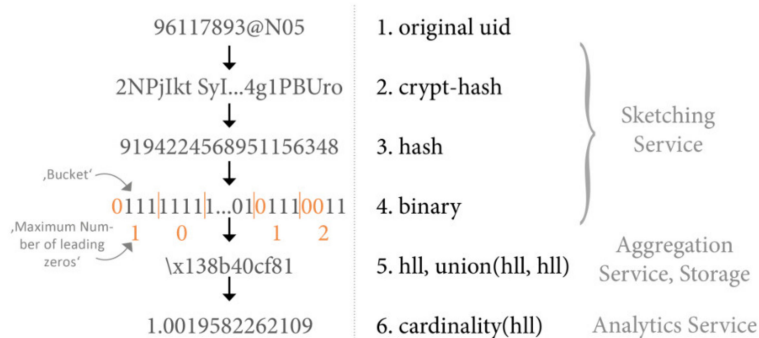 96117893@N05 1. original uid
2NPjIkt SyI...4g1PBUro 2. crypt-hash
Sketching
Service
9194224568951156348 3. hash
‚Bucket‘
0111|1111|1...01|0111|0011 4. binary
‚Maximum Num-
ber of leading
zeros‘
1 0 1 2
\x138b40cf81 5. hll, union(hll, hll)
Aggregation
Service, Storage
1.0019582262109 6. cardinality(hll) Analytics Service